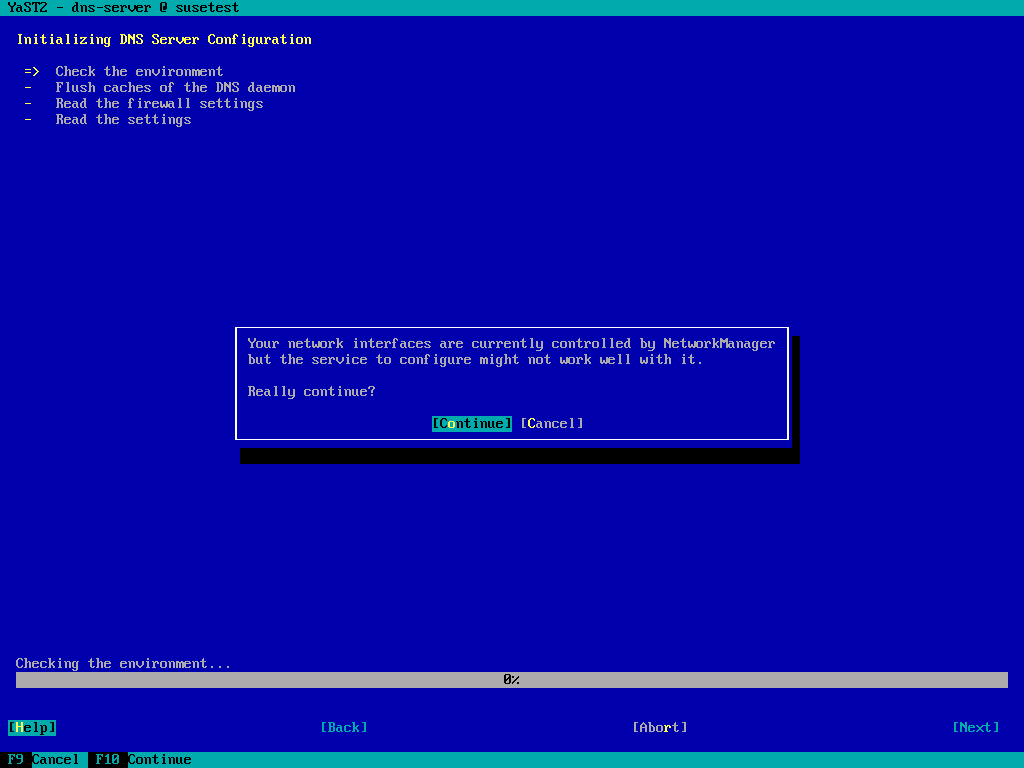 YaST2 - dns-server @ susetest
Initializing DNS Server Configuration
=> Check the environment
- Flush caches of the DNS daemon
- Read the firewall settings
- Read the settings
Your network interfaces are currently controlled by NetworkManager
but the service to configure might not work well with it.
Really continue?
[Continue] [Cancel]
Checking the environment...
0%
[Help] [Back] [Abort] [Next]
F9 Cancel F10 Continue